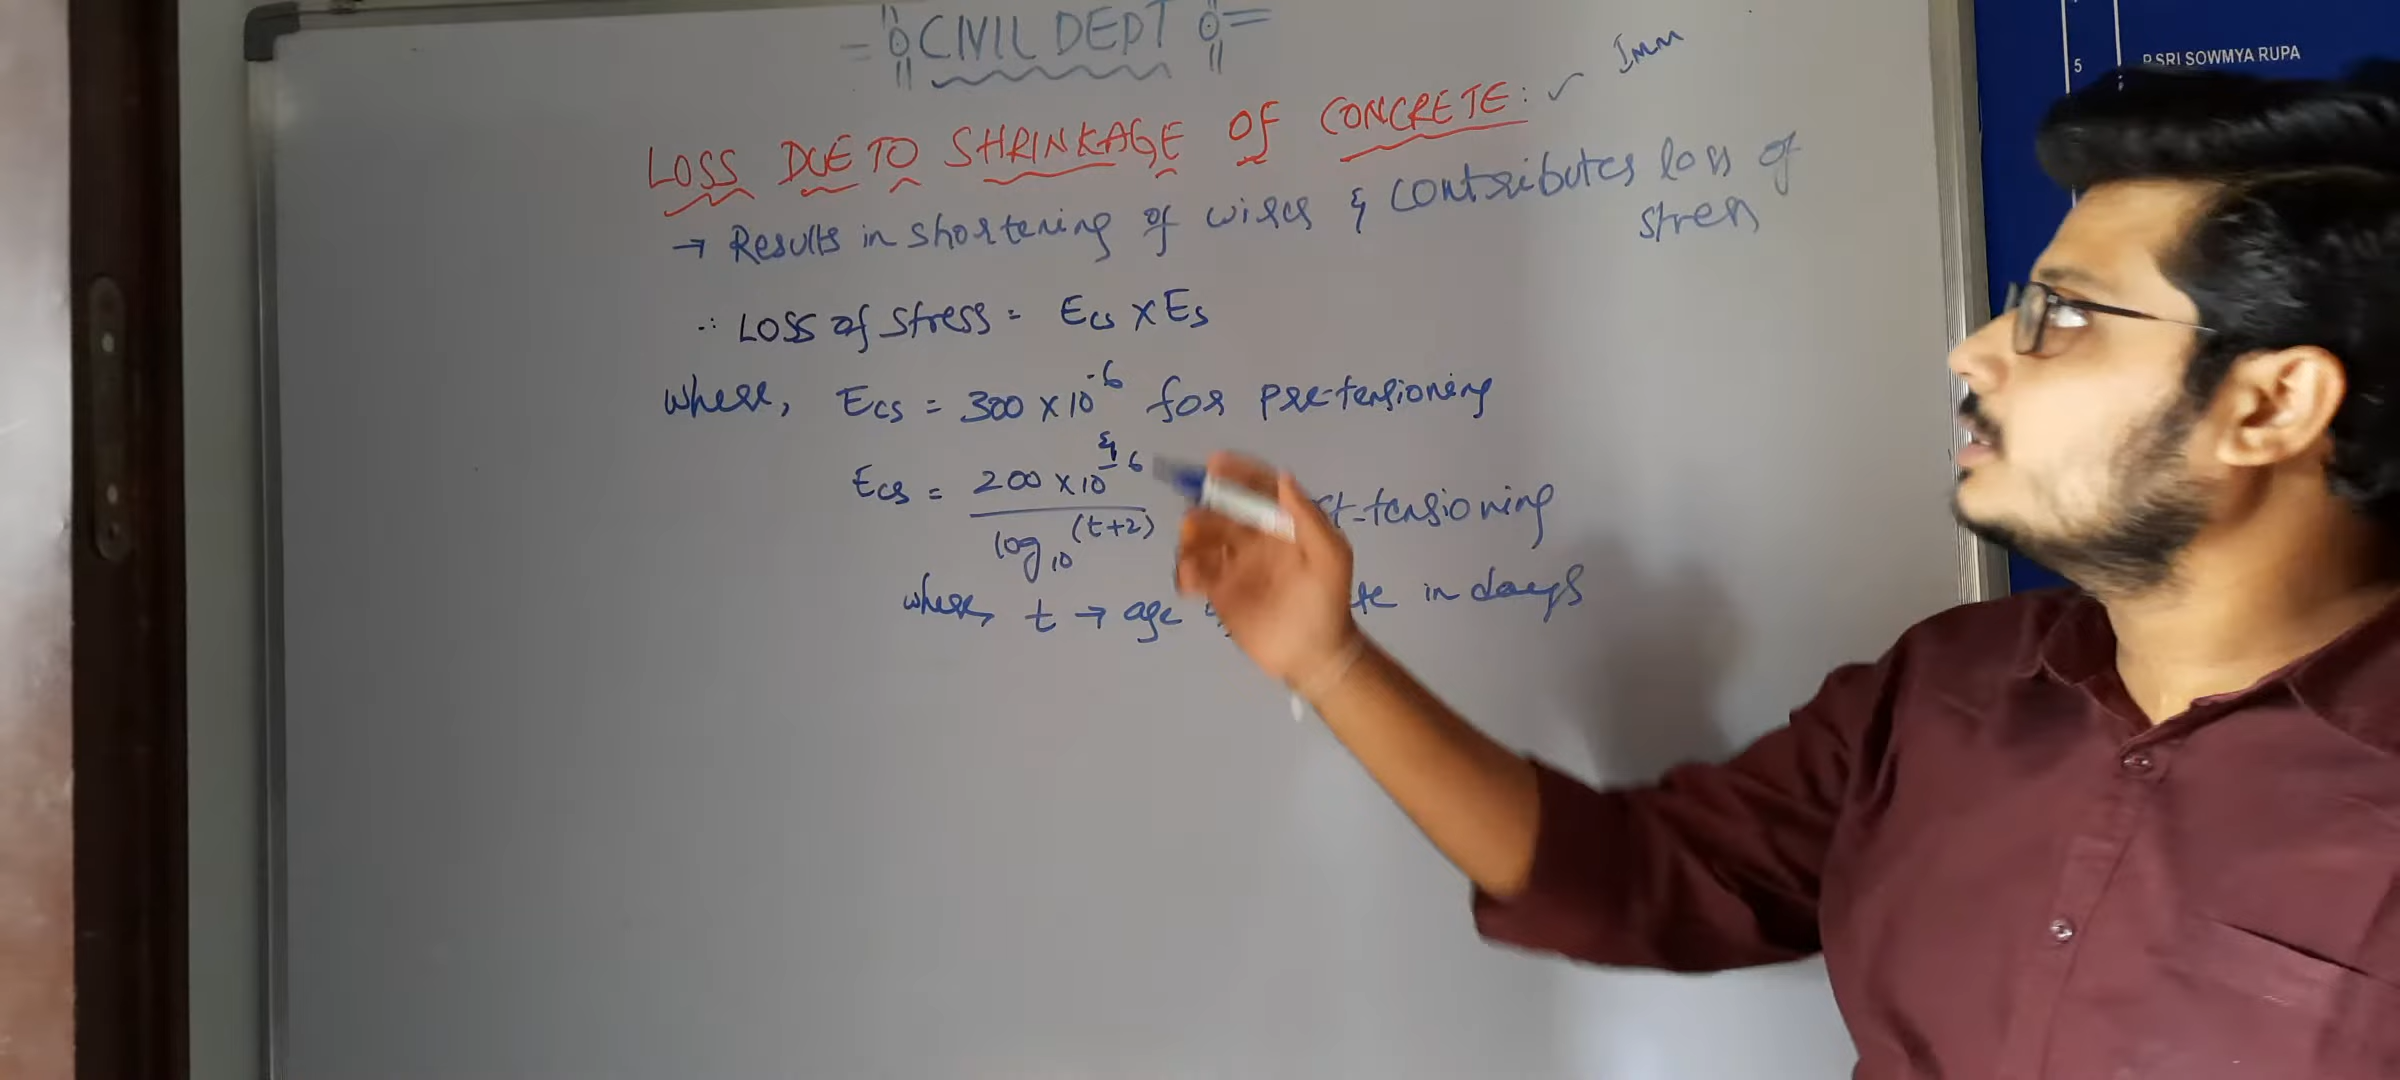 CIVIL DEPT
Imm
5 P SRI SOWMYA RUPA
LOSS DUE TO SHRINKAGE OF CONCRETE: ✓
→ Results in shortening of wires & contributes loss of
stress
∴ Loss of stress = Ecs × Es
where, Ecs = 300 × 10^-6 for pre-tensioning
&
Ecs = 200 × 10^-6 / log10 (t+2) st-tensioning
where, t → age in days